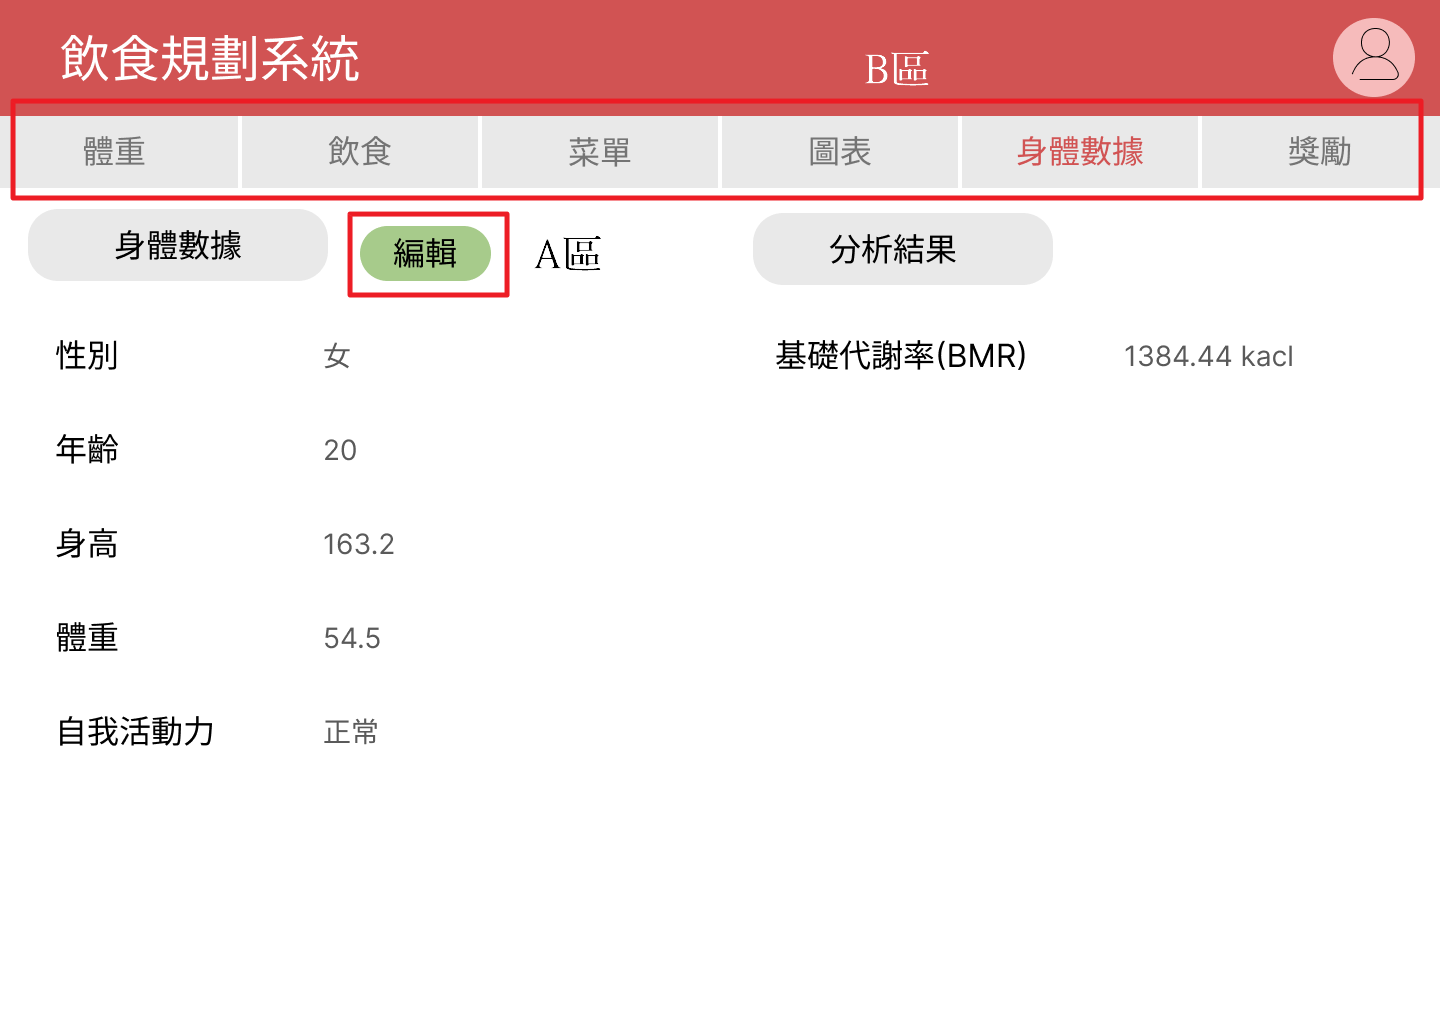 飲食規劃系統
B區
體重 飲食 菜單 圖表 身體數據 獎勵
身體數據 編輯 A區 分析結果
性別 女 基礎代謝率(BMR) 1384.44 kacl
年齡 20
身高 163.2
體重 54.5
自我活動力 正常